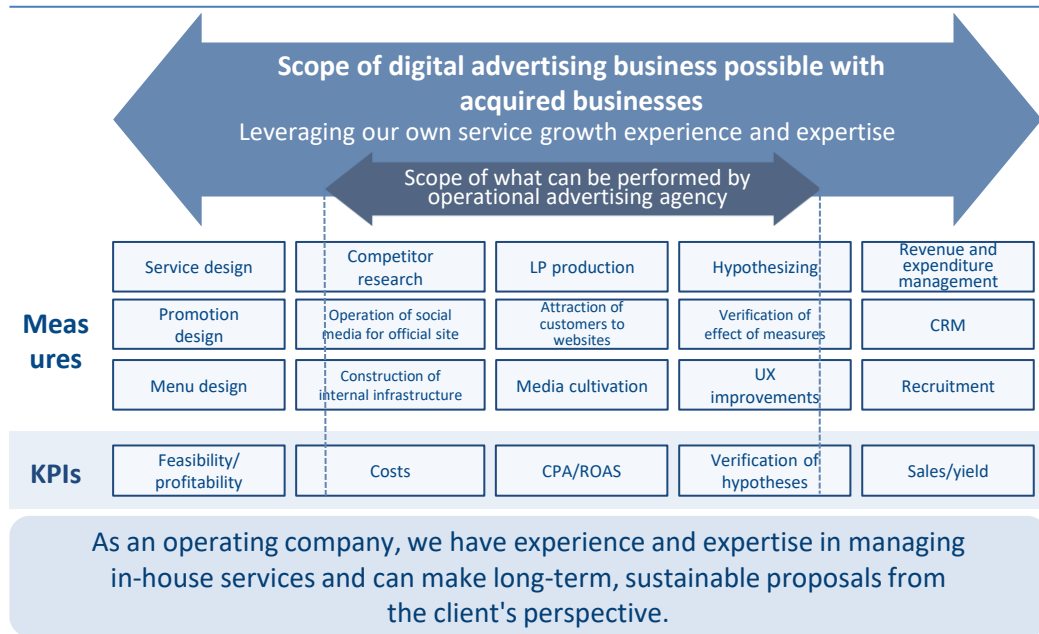 Scope of digital advertising business possible with
acquired businesses
Leveraging our own service growth experience and expertise
Scope of what can be performed by
operational advertising agency
Service design
Competitor
research
LP production
Hypothesizing
Revenue and
expenditure
management
Meas
ures
Promotion
design
Operation of social
media for official site
Attraction of
customers to
websites
Verification of
effect of measures
CRM
Menu design
Construction of
internal infrastructure
Media cultivation
UX
improvements
Recruitment
KPIs
Feasibility/
profitability
Costs
CPA/ROAS
Verification of
hypotheses
Sales/yield
As an operating company, we have experience and expertise in managing
in-house services and can make long-term, sustainable proposals from
the client's perspective.